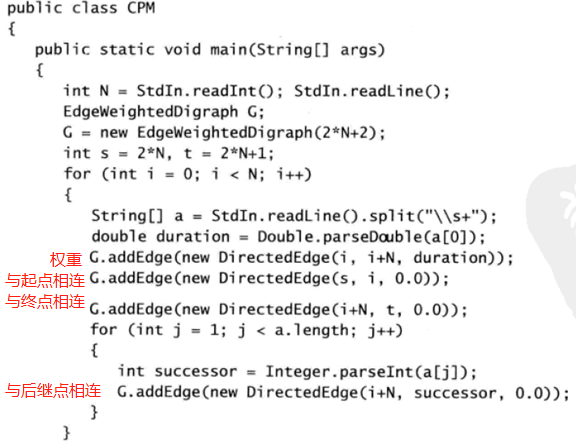 public class CPM
{
public static void main(String[] args)
{
int N = StdIn.readInt(); StdIn.readLine();
EdgeWeightedDigraph G;
G = new EdgeWeightedDigraph(2*N+2);
int s = 2*N, t = 2*N+1;
for (int i = 0; i < N; i++)
{
String[] a = StdIn.readLine().split("\\s+");
double duration = Double.parseDouble(a[0]);
权重 G.addEdge(new DirectedEdge(i, i+N, duration));
与起点相连 G.addEdge(new DirectedEdge(s, i, 0.0));
与终点相连 G.addEdge(new DirectedEdge(i+N, t, 0.0));
for (int j = 1; j < a.length; j++)
{
int successor = Integer.parseInt(a[j]);
与后继点相连 G.addEdge(new DirectedEdge(i+N, successor, 0.0));
}
}